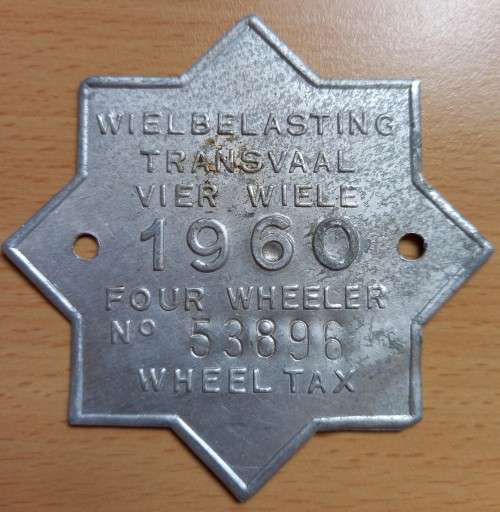 WIELBELASTING
TRANSVAAL
VIER WIELE
1960
FOUR WHEELER
Nº 53896
WHEEL TAX